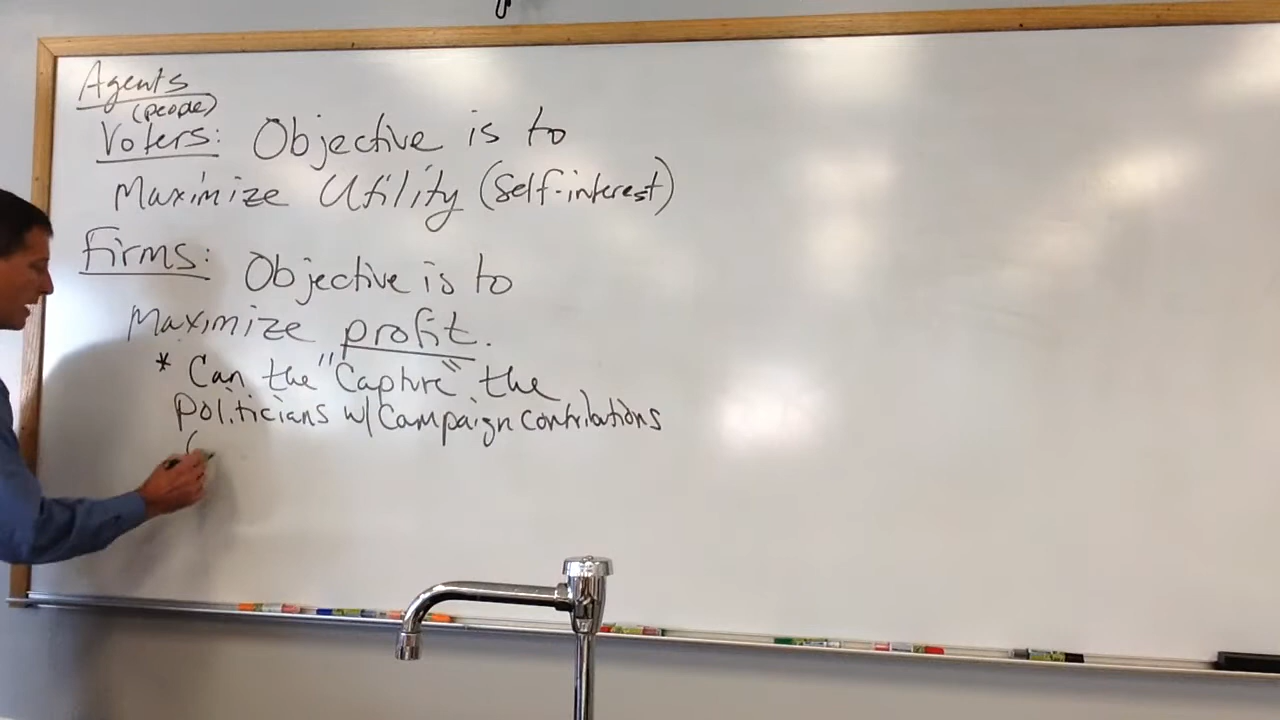 Agents
(people)
Voters: Objective is to
Maximize Utility (Self-interest)
Firms: Objective is to
Maximize profit.
* Can the "Capture" the
Politicians w/ Campaign contributions
(